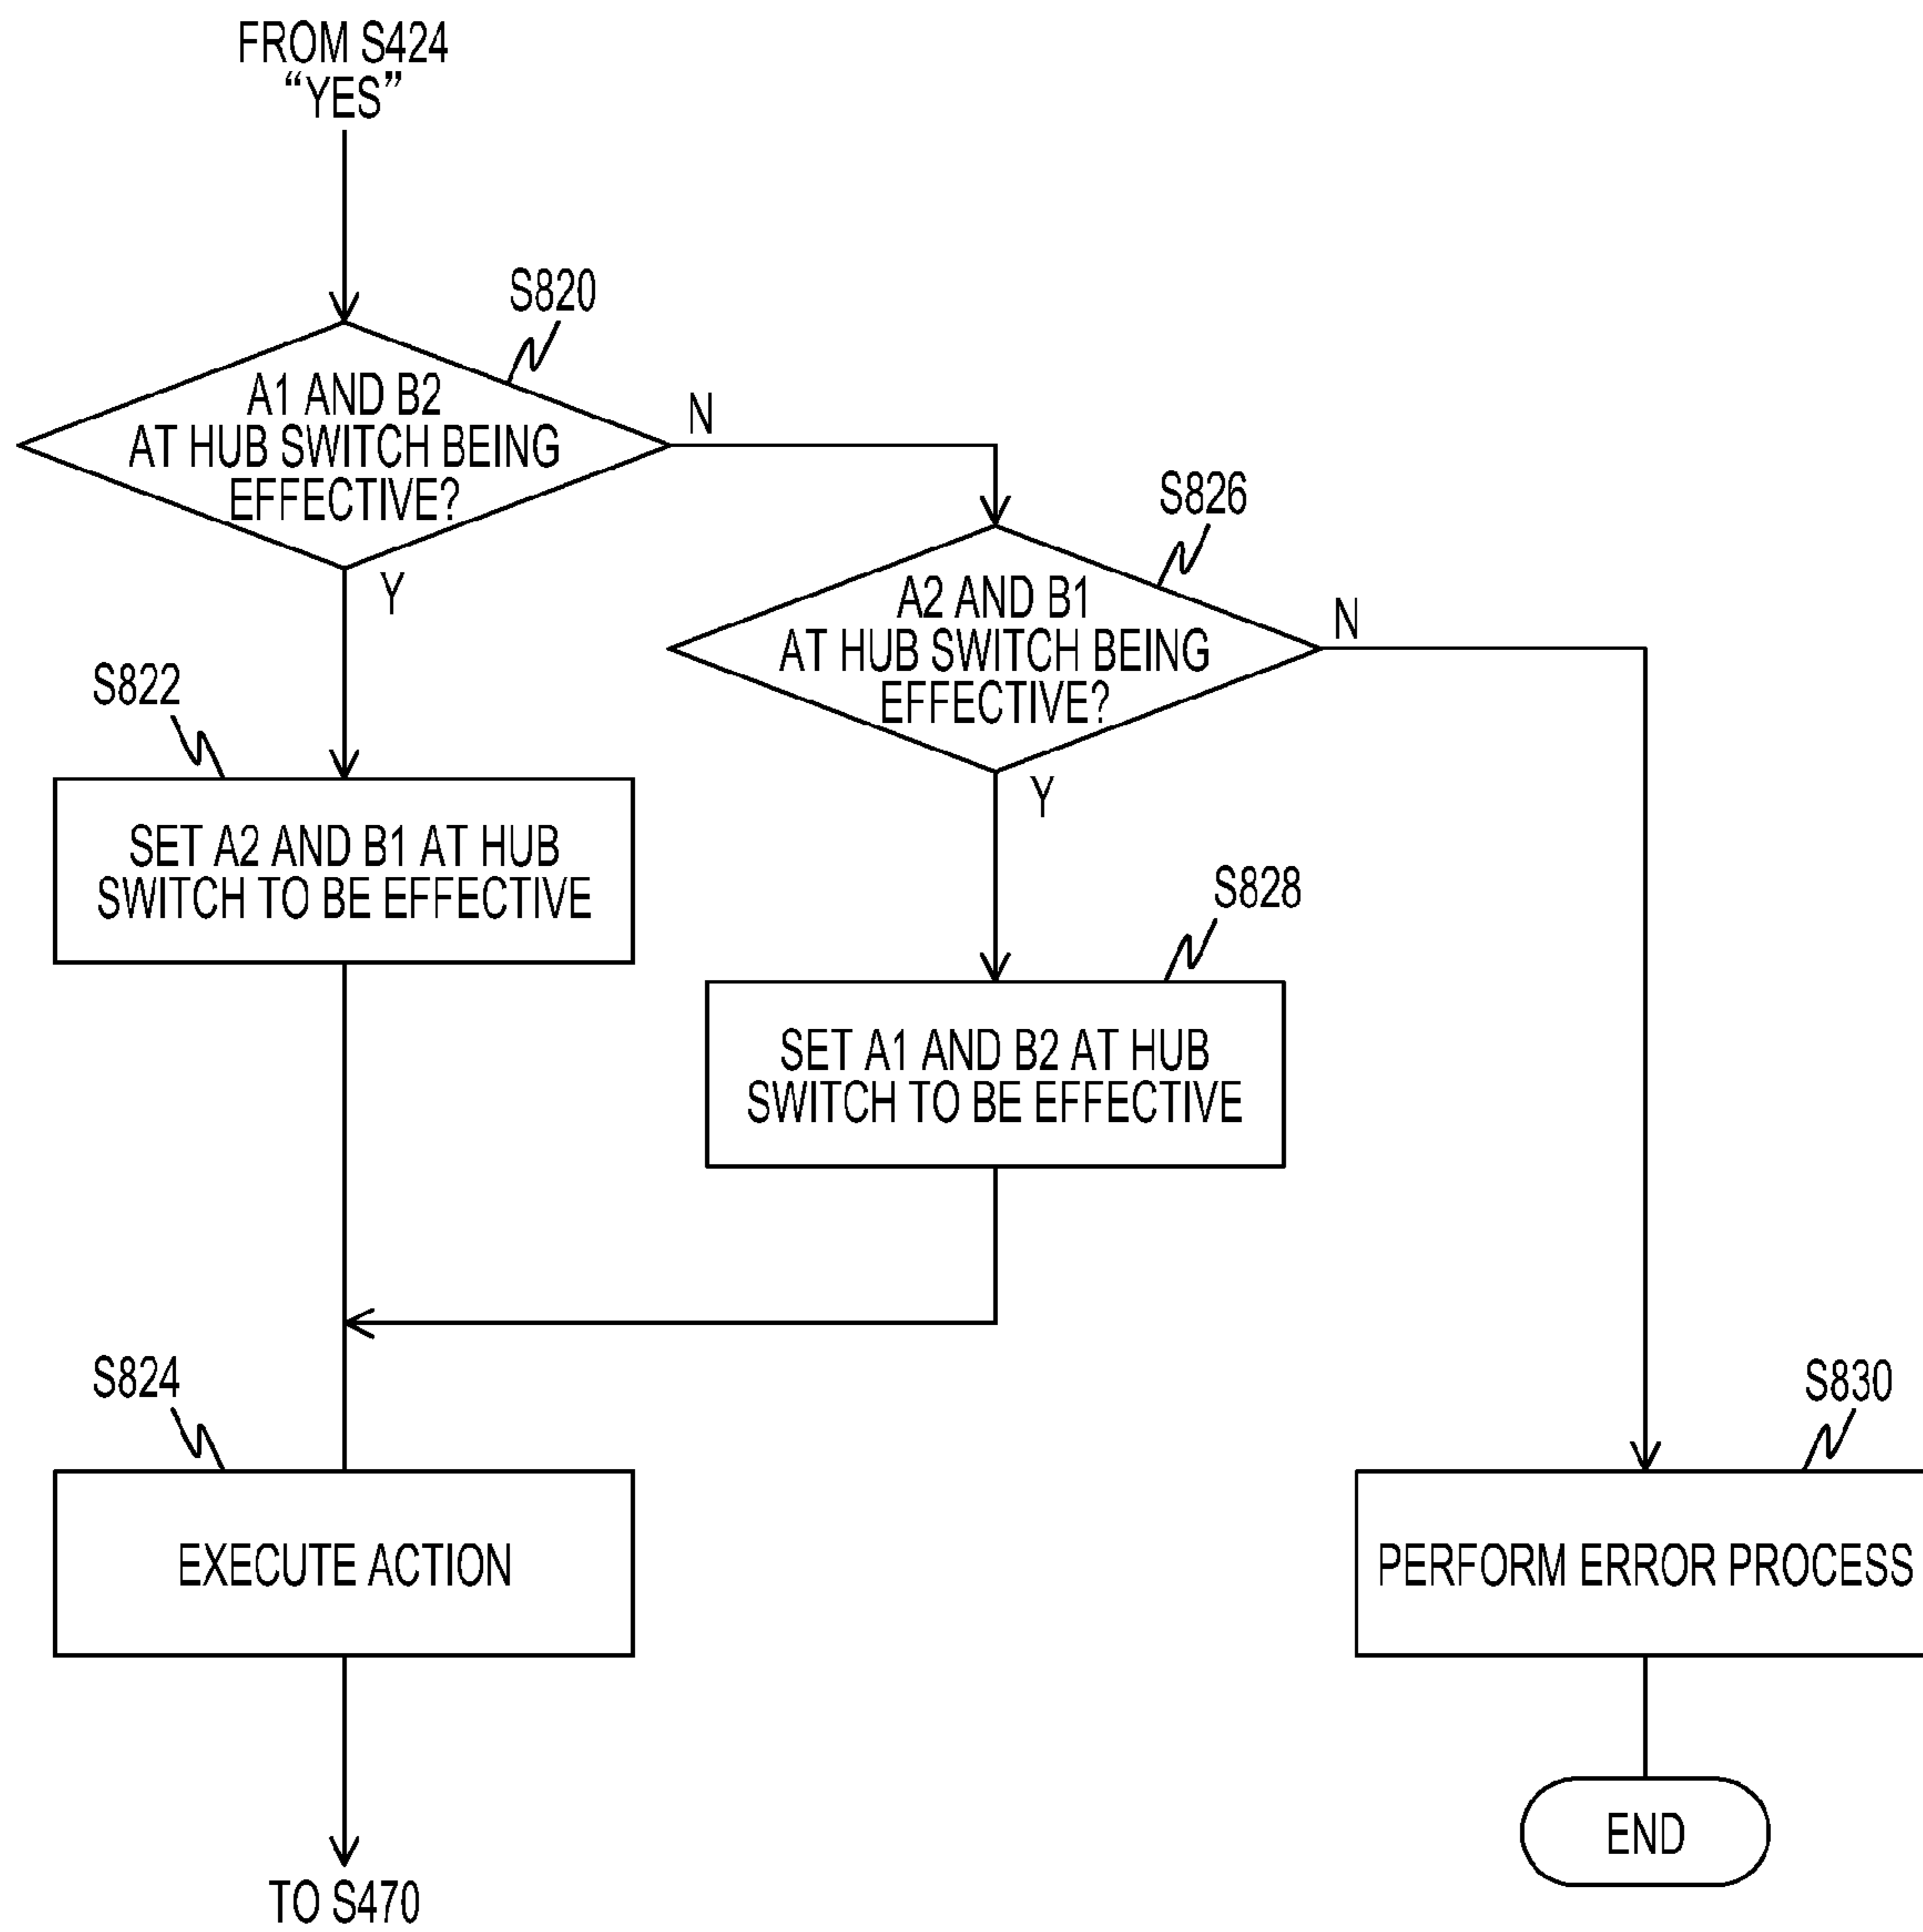 FROM S424
“YES”
S820
A1 AND B2
AT HUB SWITCH BEING
EFFECTIVE?
N
Y
S826
A2 AND B1
AT HUB SWITCH BEING
EFFECTIVE?
N
Y
S822
SET A2 AND B1 AT HUB
SWITCH TO BE EFFECTIVE
S828
SET A1 AND B2 AT HUB
SWITCH TO BE EFFECTIVE
S824
EXECUTE ACTION
S830
PERFORM ERROR PROCESS
END
TO S470